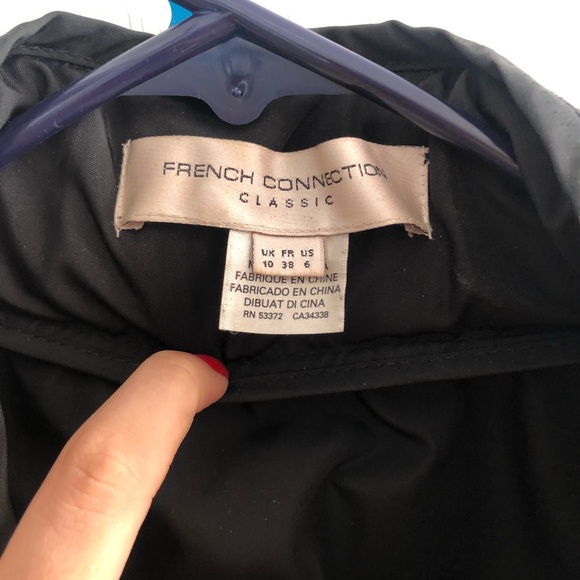 FRENCH CONNECTION
CLASSIC
UK FR US
10 38 6
FABRIQUE EN CHINE
FABRICADO EN CHINA
DIBUAT DI CINA
RN 53372 CA34338